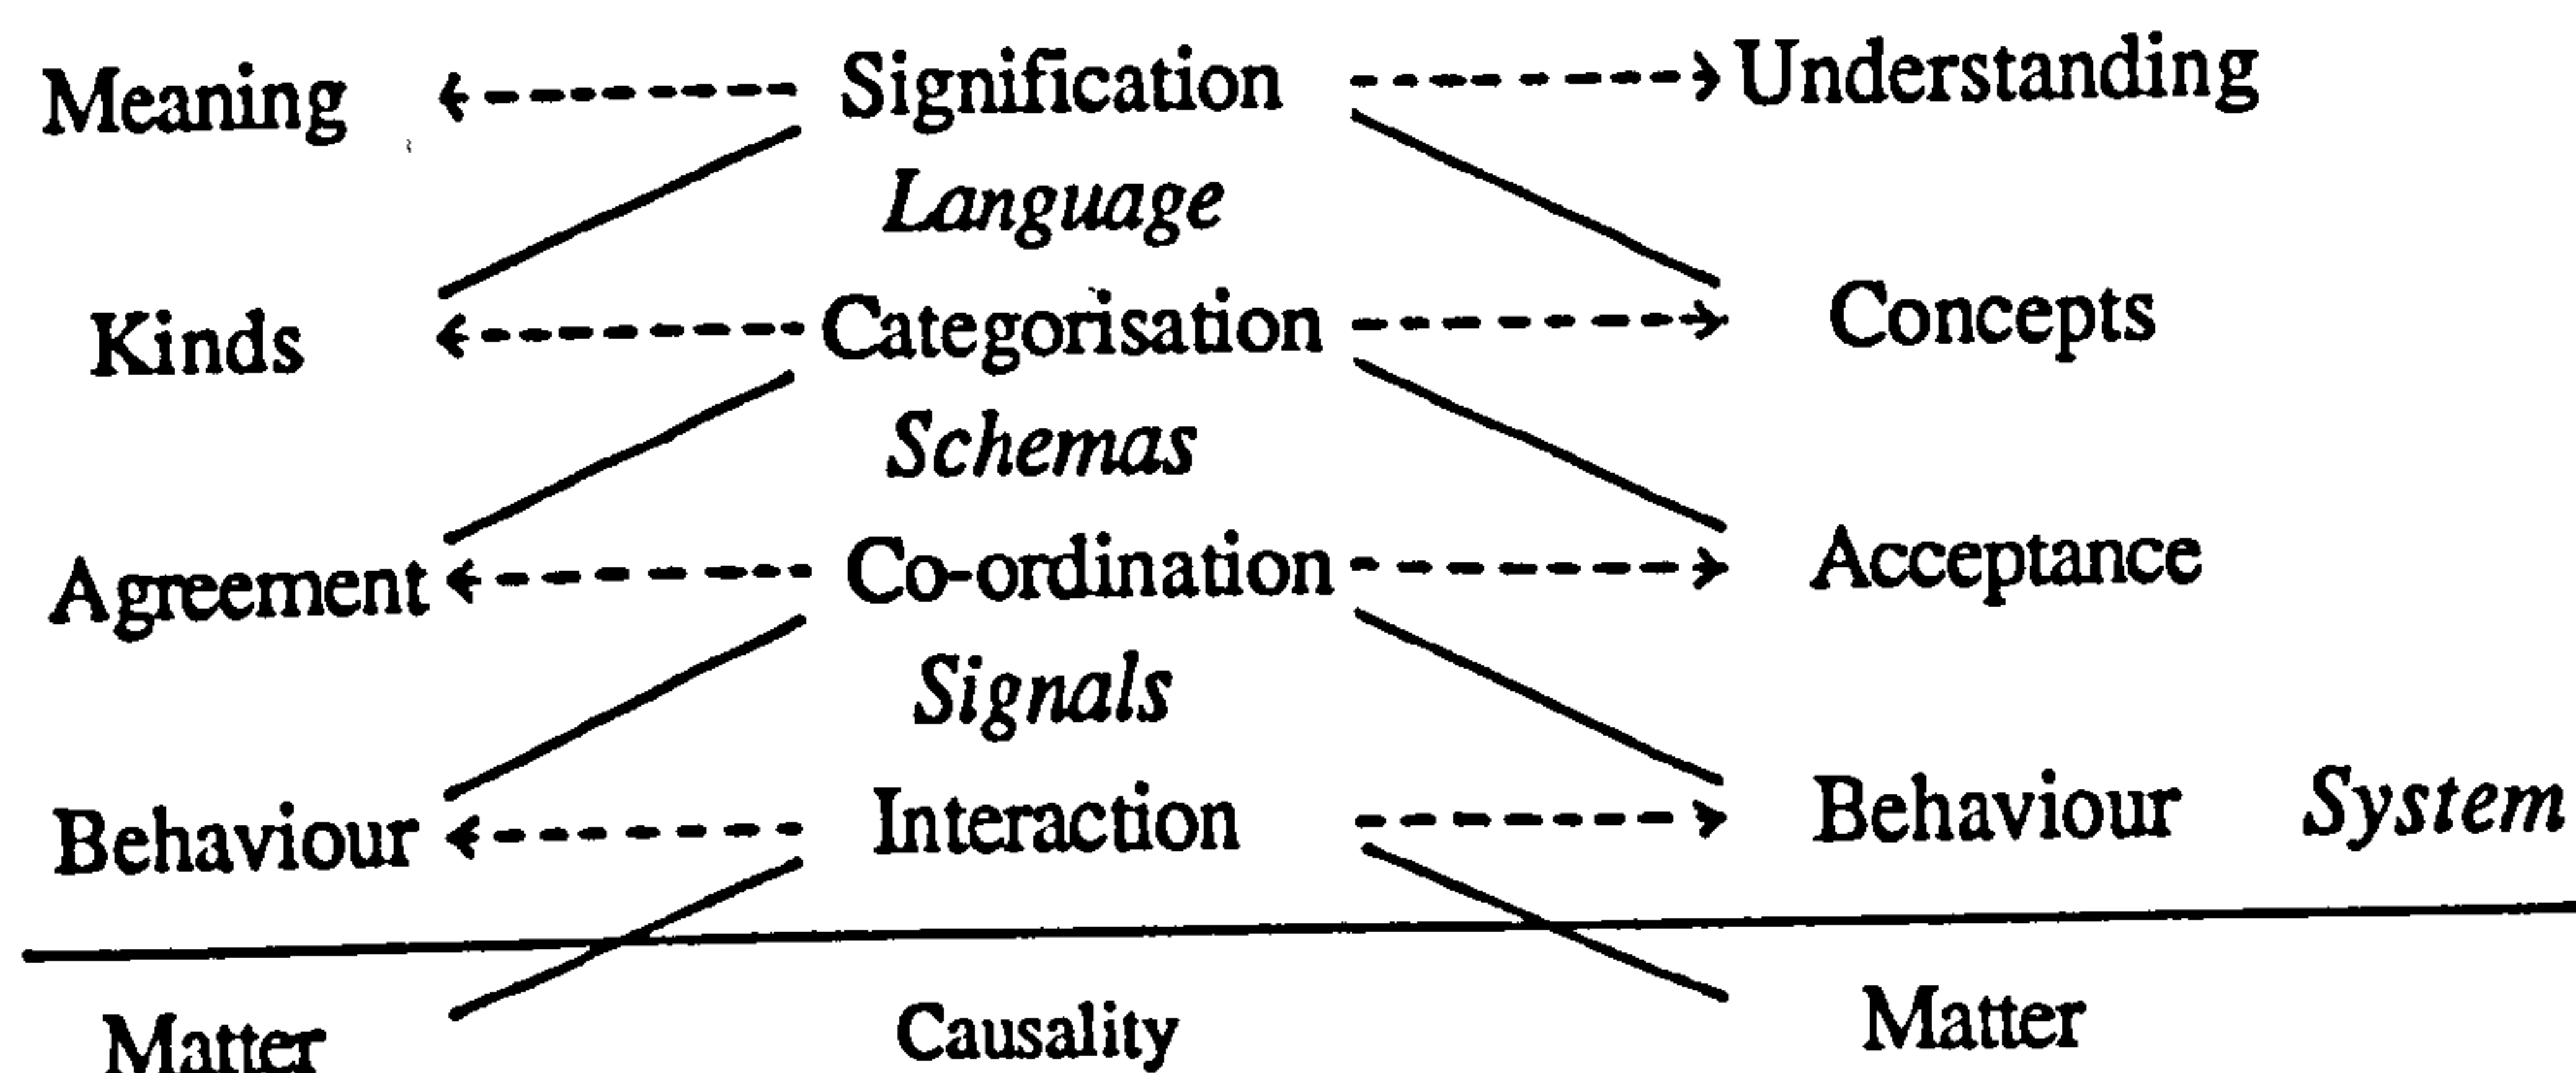 Meaning Signification Understanding
Language
Kinds Categorisation Concepts
Schemas
Agreement Co-ordination Acceptance
Signals
Behaviour Interaction Behaviour System
Matter Causality Matter